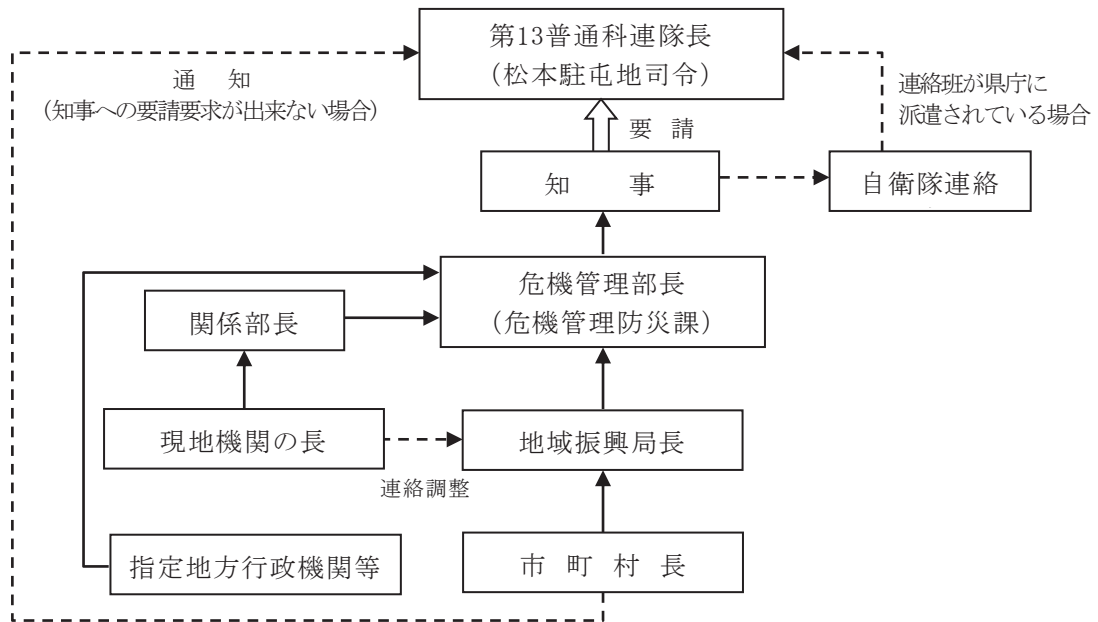 第13普通科連隊長
（松本駐屯地司令）
通　知
（知事への要請要求が出来ない場合）
連絡班が県庁に
派遣されている場合
要 請
知　事
自衛隊連絡
危機管理部長
（危機管理防災課）
関係部長
現地機関の長
地域振興局長
連絡調整
指定地方行政機関等
市 町 村 長